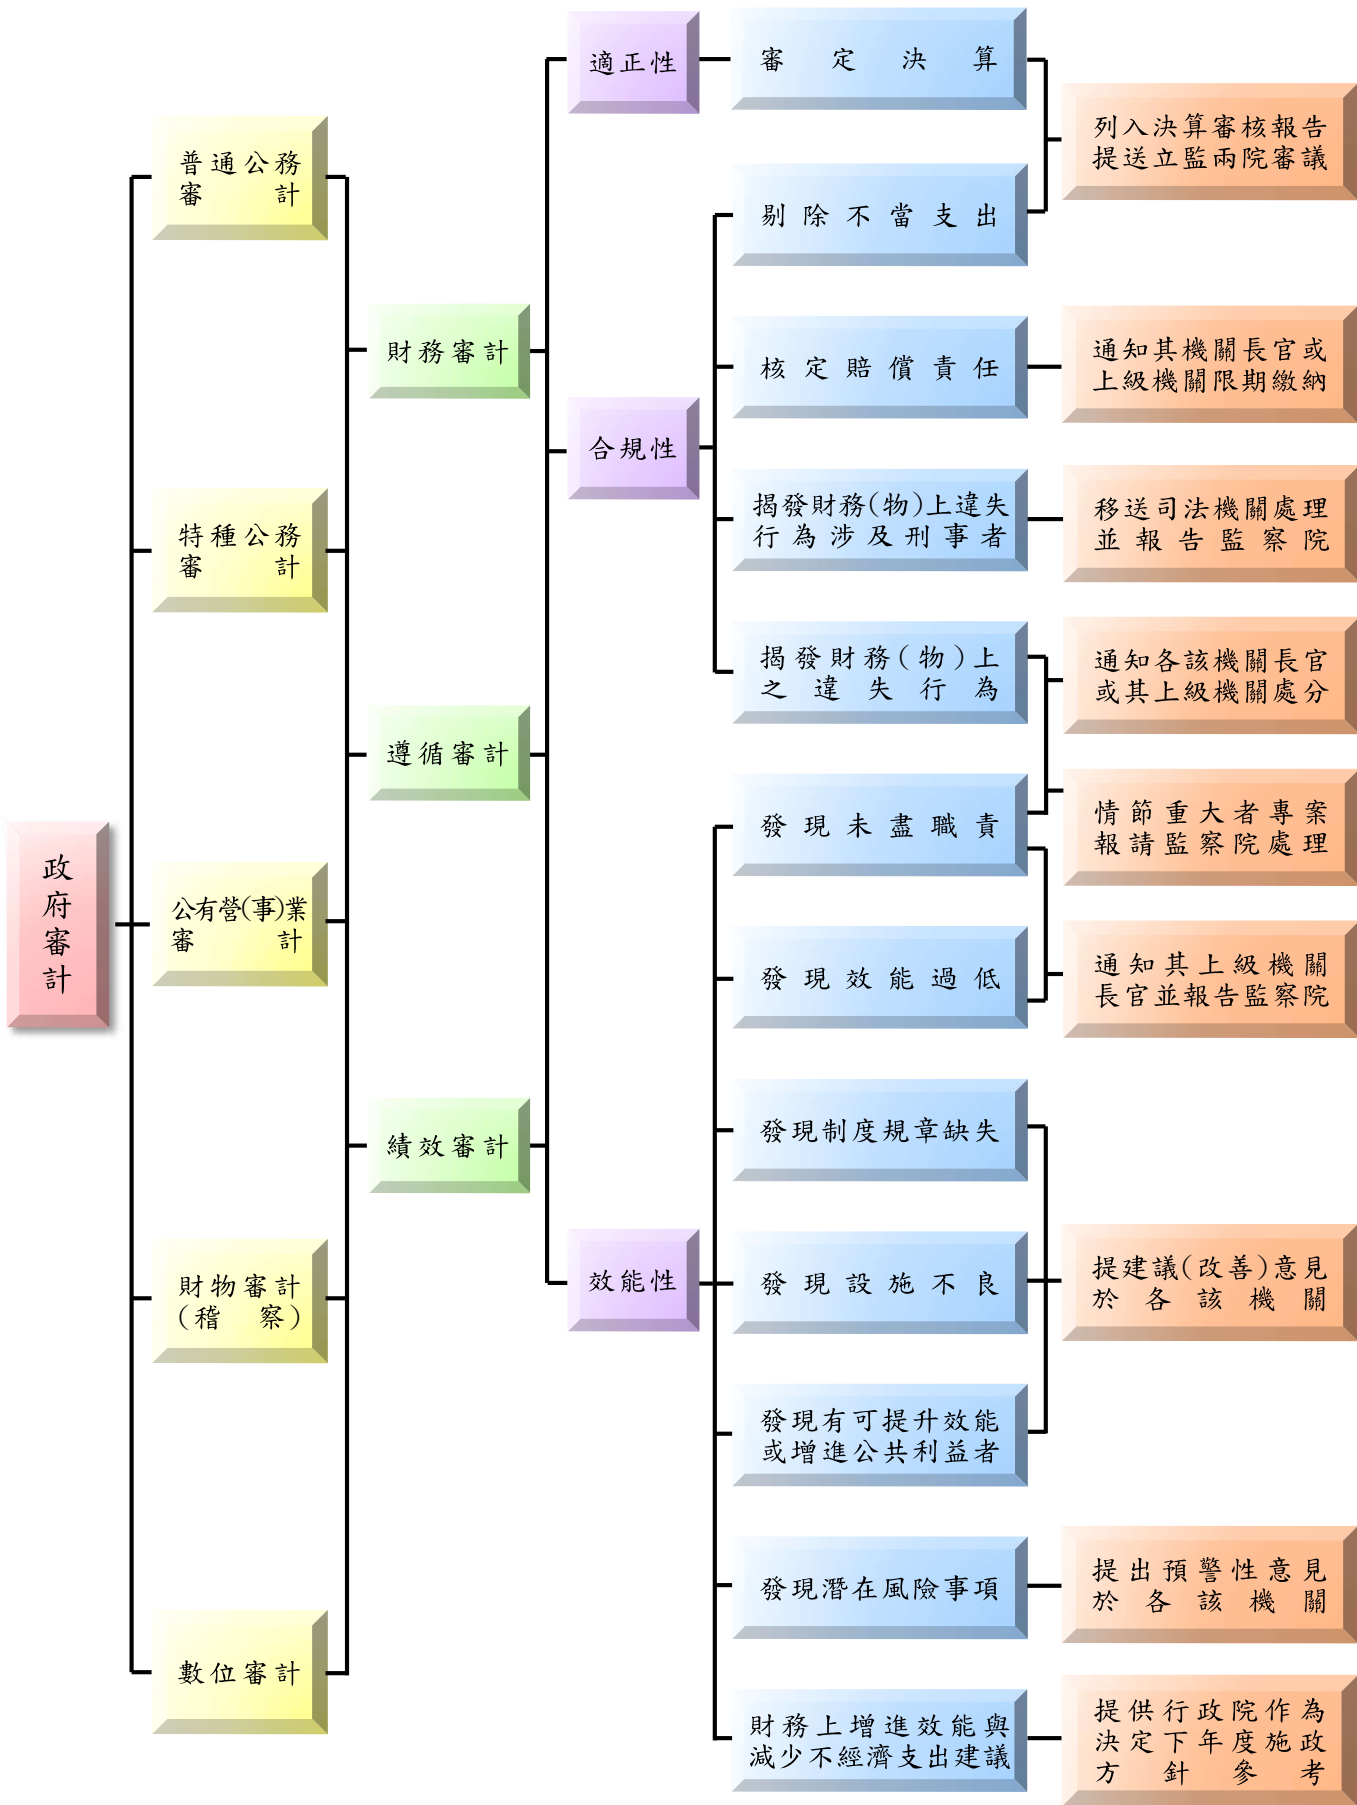 政府審計
普通公務
審計
特種公務
審計
公有營(事)業
審計
財物審計
(稽察)
數位審計
財務審計
遵循審計
績效審計
適正性
合規性
效能性
審定決算
剔除不當支出
核定賠償責任
揭發財務(物)上違失
行為涉及刑事者
揭發財務(物)上
之違失行為
發現未盡職責
發現效能過低
發現制度規章缺失
發現設施不良
發現有可提升效能
或增進公共利益者
發現潛在風險事項
財務上增進效能與
減少不經濟支出建議
列入決算審核報告
提送立監兩院審議
通知其機關長官或
上級機關限期繳納
移送司法機關處理
並報告監察院
通知各該機關長官
或其上級機關處分
情節重大者專案
報請監察院處理
通知其上級機關
長官並報告監察院
提建議(改善)意見
於各該機關
提出預警性意見
於各該機關
提供行政院作為
決定下年度施政
方針參考